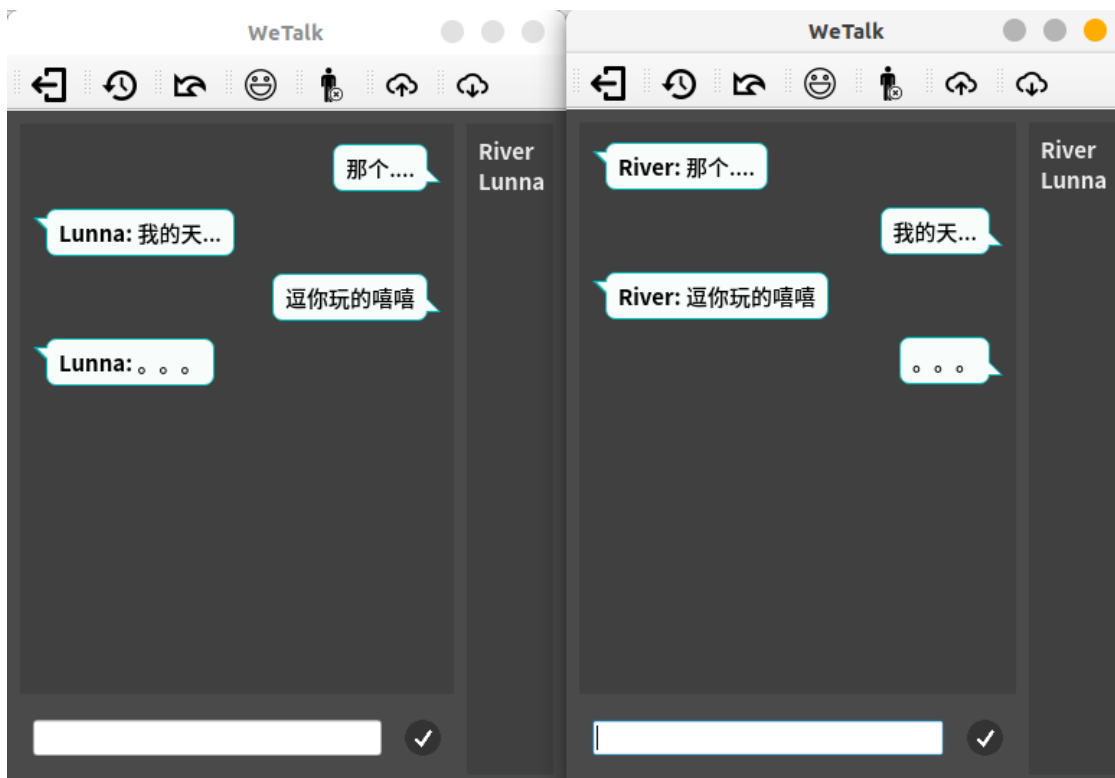 WeTalk
那个....
Lunna: 我的天...
逗你玩的嘻嘻
Lunna: 。。。
River
Lunna
WeTalk
River: 那个....
我的天...
River: 逗你玩的嘻嘻
。。。
River
Lunna